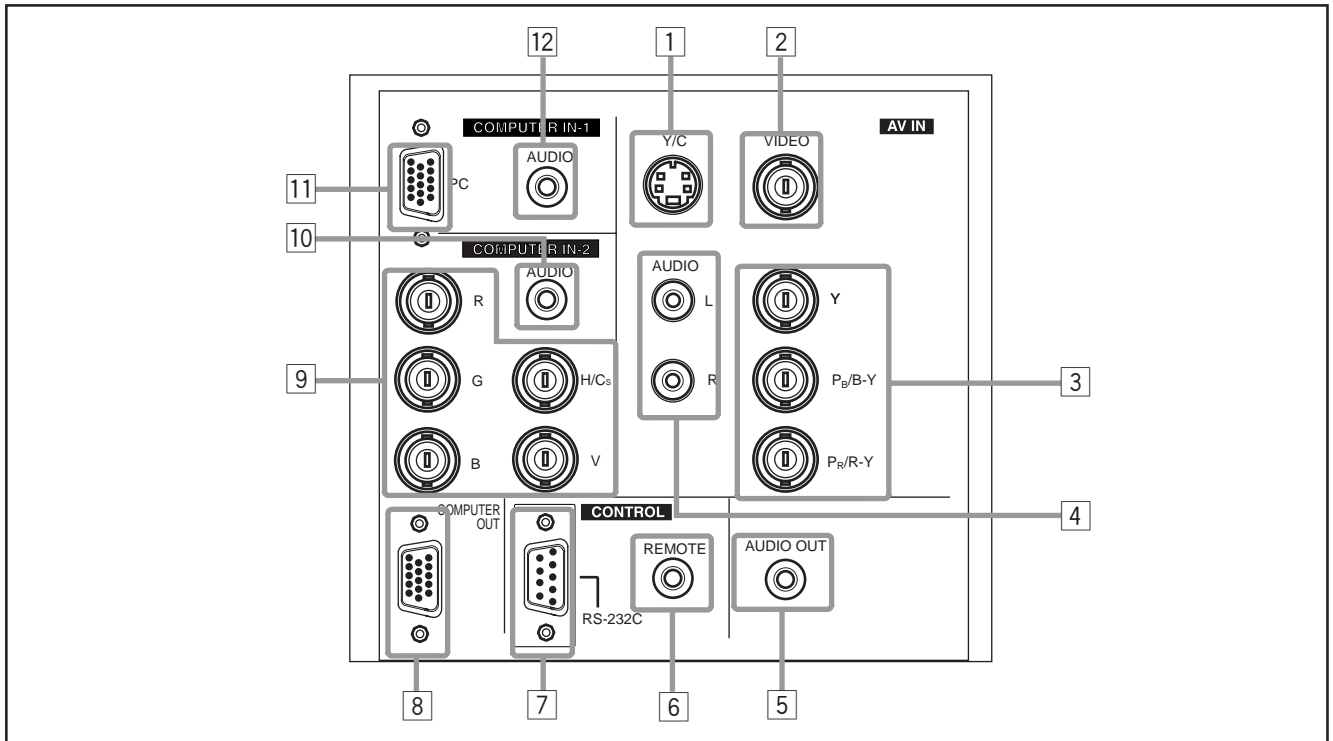 12
1
2
COMPUTER IN-1
AV IN
AUDIO
Y/C
VIDEO
11
PC
10
COMPUTER IN-2
AUDIO
AUDIO
R
L
Y
9
G
H/Cs
R
PB/B-Y
3
B
V
PR/R-Y
COMPUTER
OUT
CONTROL
4
REMOTE
AUDIO OUT
RS-232C
8
7
6
5